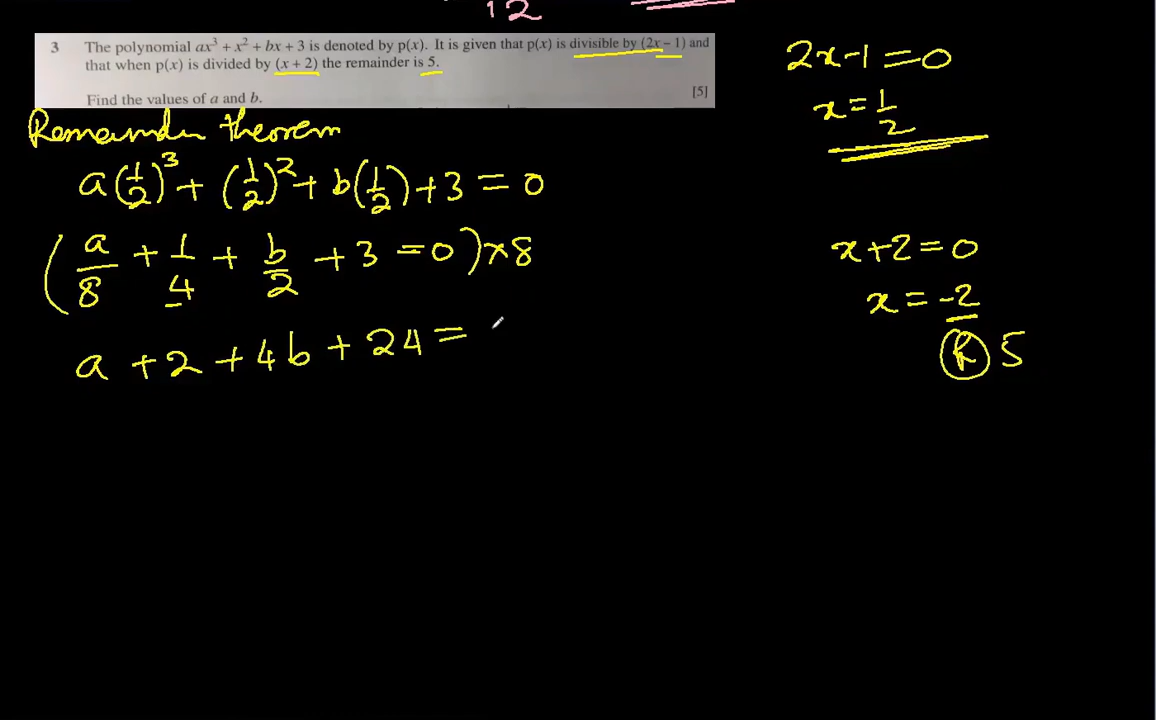 12
3 The polynomial ax³ + x² + bx + 3 is denoted by p(x). It is given that p(x) is divisible by (2x − 1) and
that when p(x) is divided by (x + 2) the remainder is 5.
Find the values of a and b. [5]
Remainder theorem
a(1/2)³ + (1/2)² + b(1/2) + 3 = 0
(a/8 + 1/4 + b/2 + 3 = 0) × 8
a + 2 + 4b + 24 =
2x-1 = 0
x = 1/2
x+2 = 0
x = -2
R 5